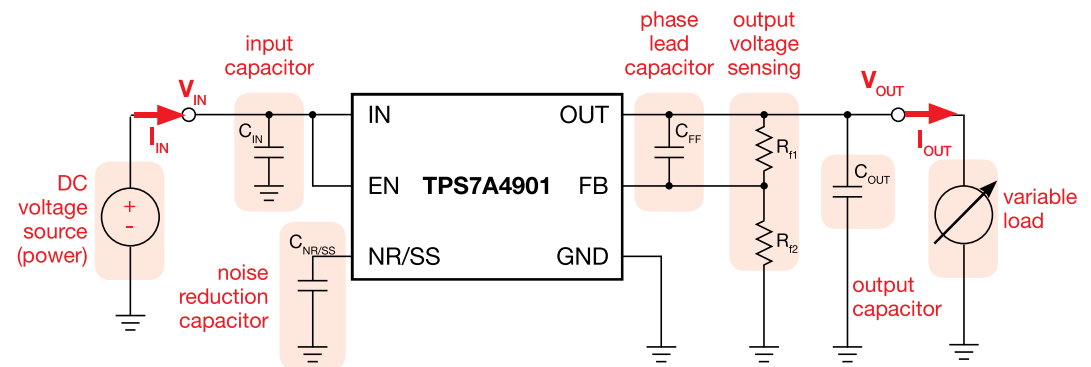 input
capacitor
phase
lead
capacitor
output
voltage
sensing
VIN
IIN
CIN
IN
OUT
CFF
Rf1
VOUT
IOUT
EN
TPS7A4901
FB
COUT
DC
voltage
source
(power)
+
-
variable
load
CNR/SS
NR/SS
GND
Rf2
noise
reduction
capacitor
output
capacitor